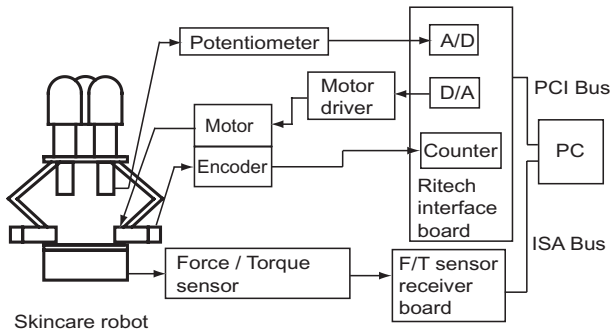 Potentiometer
A/D
Motor
driver
D/A
PCI Bus
Motor
Encoder
Counter
PC
Ritech
interface
board
ISA Bus
Force / Torque
sensor
F/T sensor
receiver
board
Skincare robot